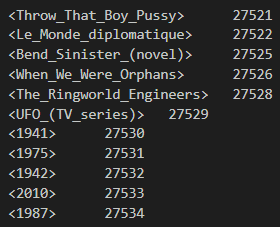 <Throw_That_Boy_Pussy> 27521
<Le_Monde_diplomatique> 27522
<Bend_Sinister_(novel)> 27525
<When_We_Were_Orphans> 27526
<The_Ringworld_Engineers> 27528
<UFO_(TV_series)> 27529
<1941> 27530
<1975> 27531
<1942> 27532
<2010> 27533
<1987> 27534